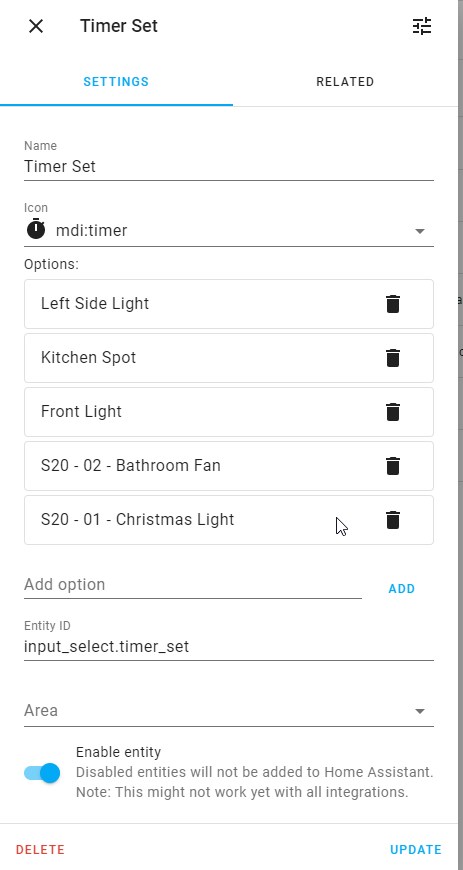 Timer Set
SETTINGS RELATED
Name
Timer Set
Icon
mdi:timer
Options:
Left Side Light
Kitchen Spot
Front Light
S20 - 02 - Bathroom Fan
S20 - 01 - Christmas Light
Add option ADD
Entity ID
input_select.timer_set
Area
Enable entity
Disabled entities will not be added to Home Assistant.
Note: This might not work yet with all integrations.
DELETE UPDATE